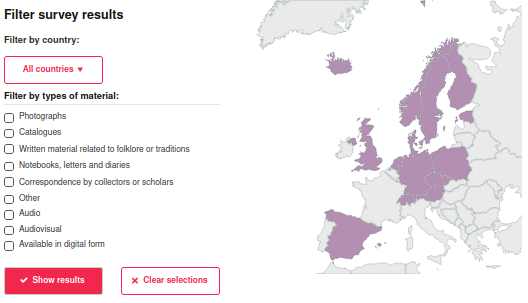 Filter survey results
Filter by country:
All countries
Filter by types of material:
Photographs
Catalogues
Written material related to folklore or traditions
Notebooks, letters and diaries
Correspondence by collectors or scholars
Other
Audio
Audiovisual
Available in digital form
Show results
Clear selections